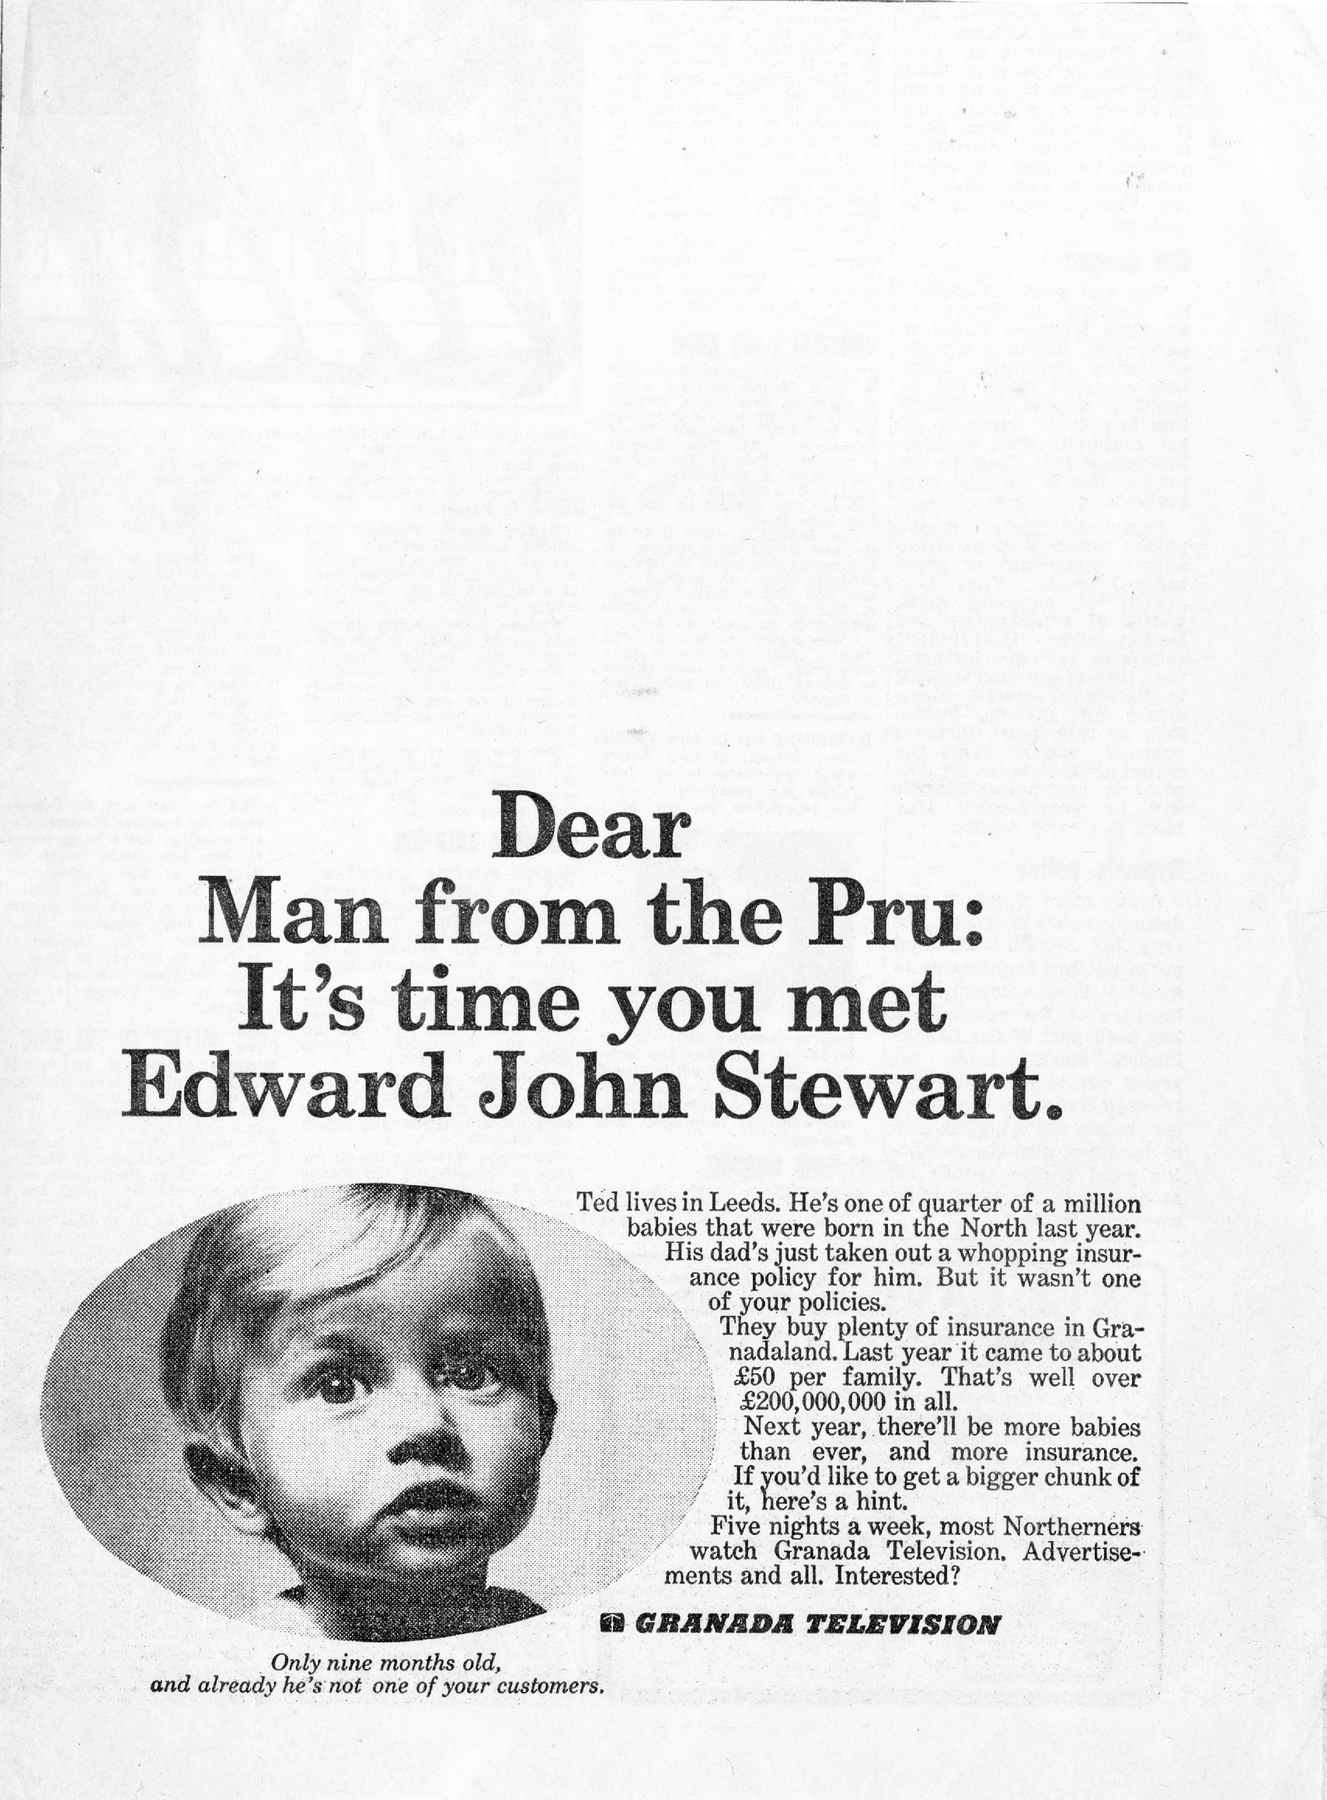 Dear
Man from the Pru:
It's time you met
Edward John Stewart.
Ted lives in Leeds. He's one of quarter of a million
babies that were born in the North last year.
His dad's just taken out a whopping insur-
ance policy for him. But it wasn't one
of your policies.
They buy plenty of insurance in Gra-
nadaland. Last year it came to about
£50 per family. That's well over
£200,000,000 in all.
Next year, there'll be more babies
than ever, and more insurance.
If you'd like to get a bigger chunk of
it, here's a hint.
Five nights a week, most Northerners
watch Granada Television. Advertise-
ments and all. Interested?
GRANADA TELEVISION
Only nine months old,
and already he's not one of your customers.